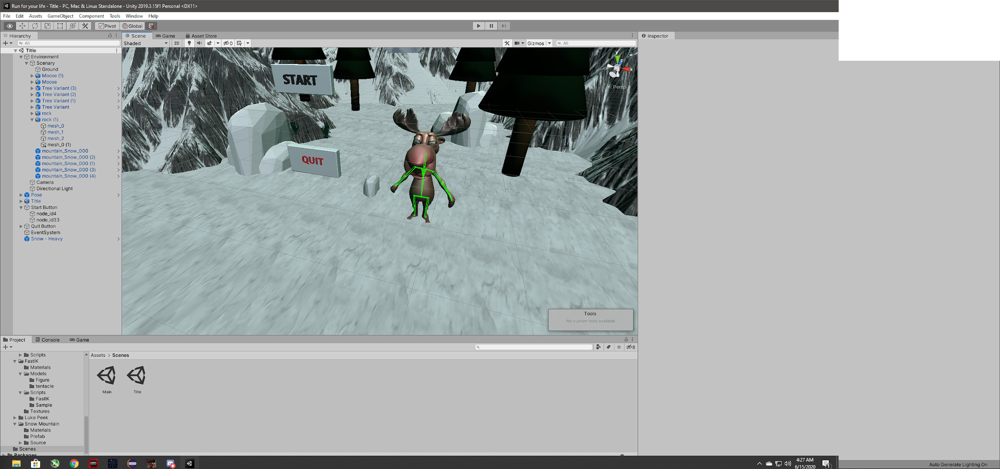 Run for your life - Title - PC, Mac & Linux Standalone - Unity 2019.3.15f1 Personal <DX11>
File Edit Assets GameObject Component Tools Window Help
Pivot Global
Hierarchy
All
Title
Environment
Scenary
Ground
Moose (1)
Moose
Tree Variant (3)
Tree Variant (2)
Tree Variant (1)
Tree Variant
rock
rock (1)
mesh_0
mesh_1
mesh_2
mesh_0 (1)
mountain_Snow_000
mountain_Snow_000 (2)
mountain_Snow_000 (1)
mountain_Snow_000 (3)
mountain_Snow_000 (4)
Camera
Directional Light
Pose
Title
Start Button
node_id4
node_id33
Quit Button
EventSystem
Snow - Heavy
Scene Game Asset Store
Shaded 2D 0 Gizmos All
START
QUIT
y
z
x
Persp
Tools
No custom tools available
Inspector
Project Console Game
8
Scripts
FastIK
Materials
Models
Figure
tentacle
Scripts
FastIK
Sample
Textures
Luke Peek
Snow Mountain
Materials
Prefab
Source
Scenes
Packages
Assets > Scenes
Main Title
4:27 AM
6/15/2020
1
Auto Generate Lighting On